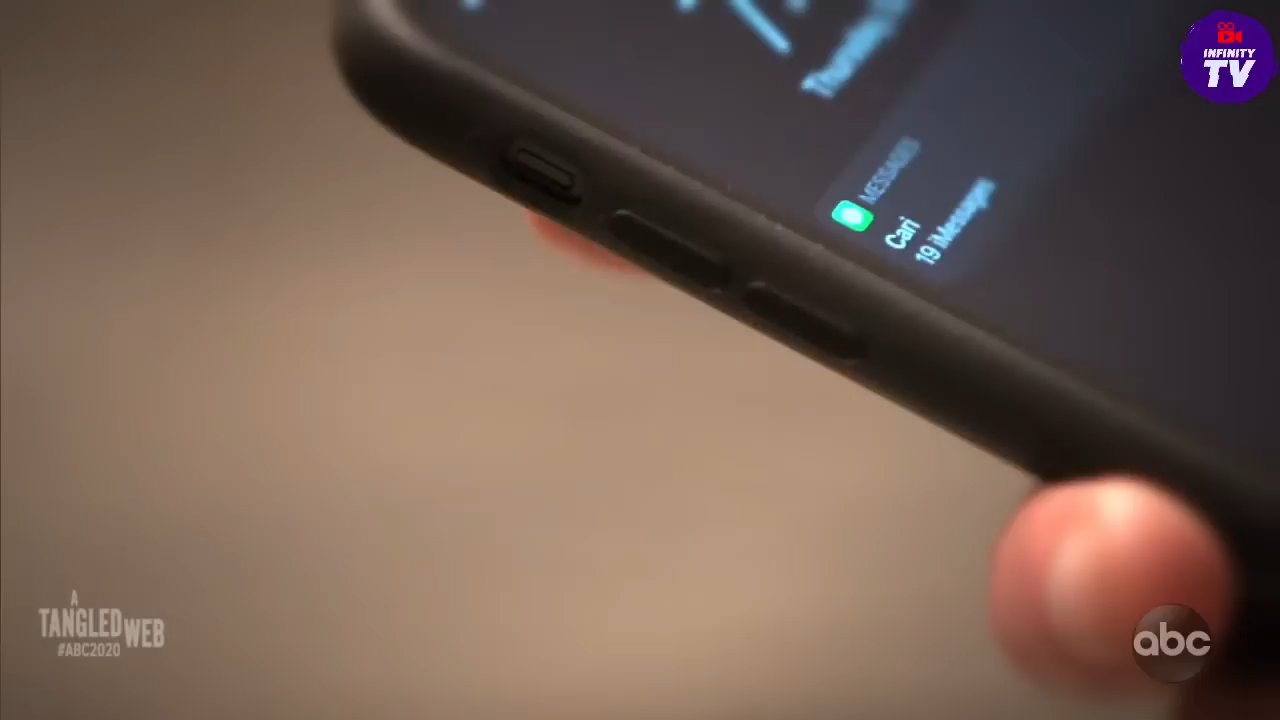 INFINITY
TV
MESSAGES
Cari
19 iMessages
A
TANGLED WEB
#ABC2020
abc